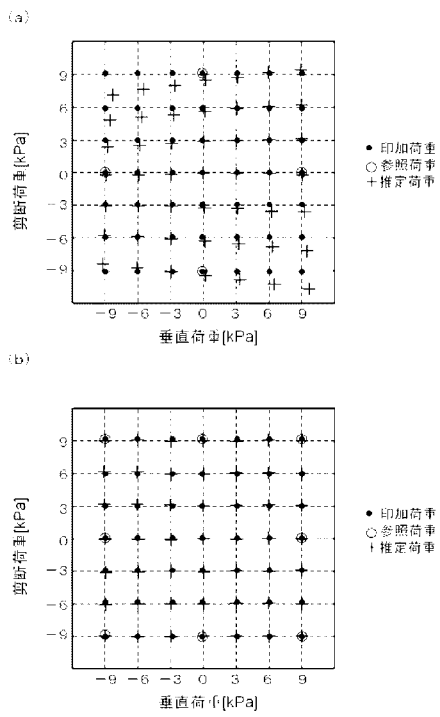 (a)
9
6
3
0
−3
−6
−9
剪断荷重[kPa]
−9 −6 −3 0 3 6 9
垂直荷重[kPa]
● 印加荷重
○ 参照荷重
＋ 推定荷重
(b)
9
6
3
0
−3
−6
−9
剪断荷重[kPa]
−9 −6 −3 0 3 6 9
垂直荷重[kPa]
● 印加荷重
○ 参照荷重
＋ 推定荷重